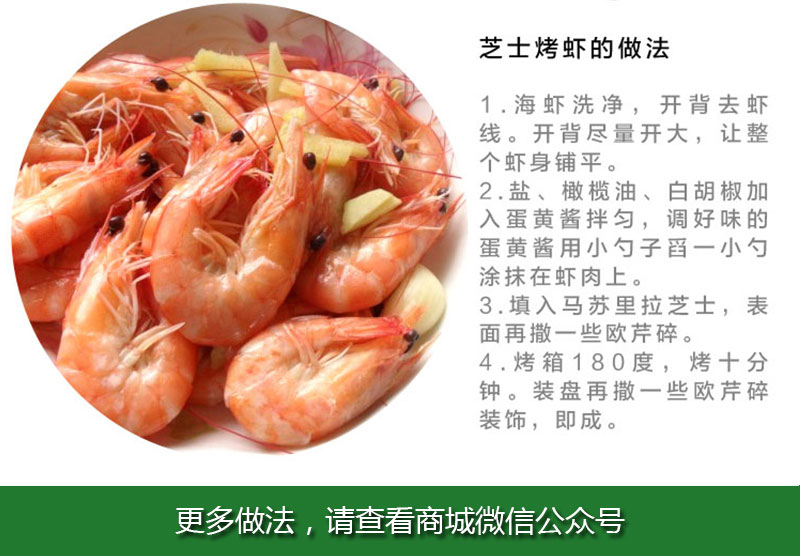 芝士烤虾的做法
1.海虾洗净，开背去虾
线。开背尽量开大，让整
个虾身铺平。
2.盐、橄榄油、白胡椒加
入蛋黄酱拌匀，调好味的
蛋黄酱用小勺子舀一小勺
涂抹在虾肉上。
3.填入马苏里拉芝士，表
面再撒一些欧芹碎。
4.烤箱180度，烤十分
钟。装盘再撒一些欧芹碎
装饰，即成。
更多做法，请查看商城微信公众号